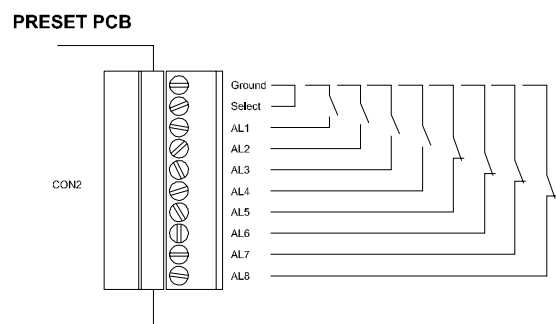 PRESET PCB
Ground
Select
AL1
AL2
AL3
CON2
AL4
AL5
AL6
AL7
AL8